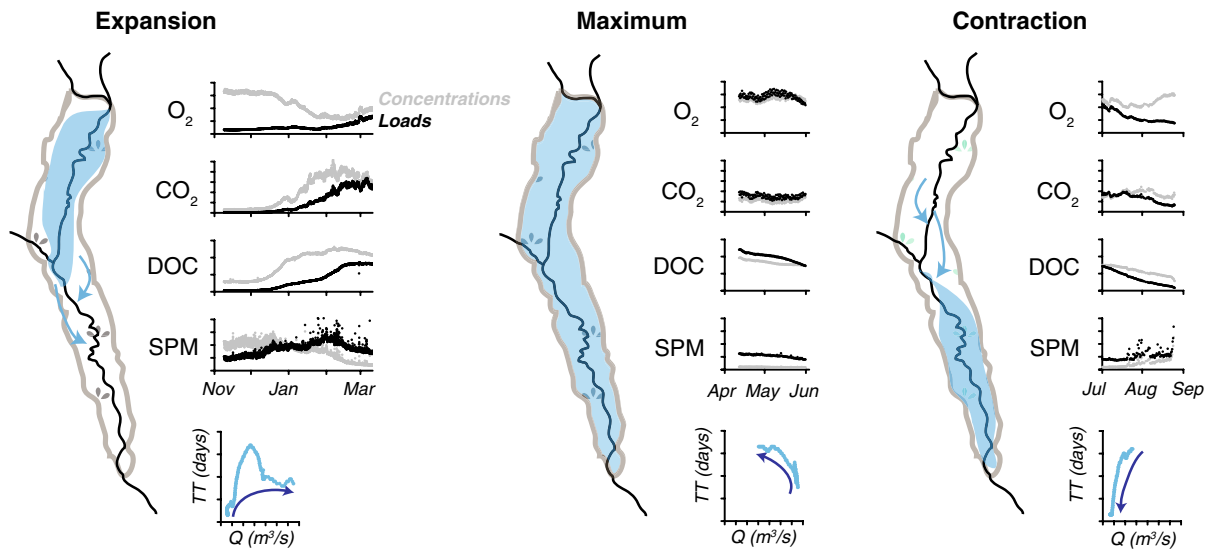 Expansion
Maximum
Contraction
O2
Concentrations
Loads
CO2
DOC
SPM
Nov Jan Mar
TT (days)
Q (m³/s)
O2
CO2
DOC
SPM
Apr May Jun
TT (days)
Q (m³/s)
O2
CO2
DOC
SPM
Jul Aug Sep
TT (days)
Q (m³/s)